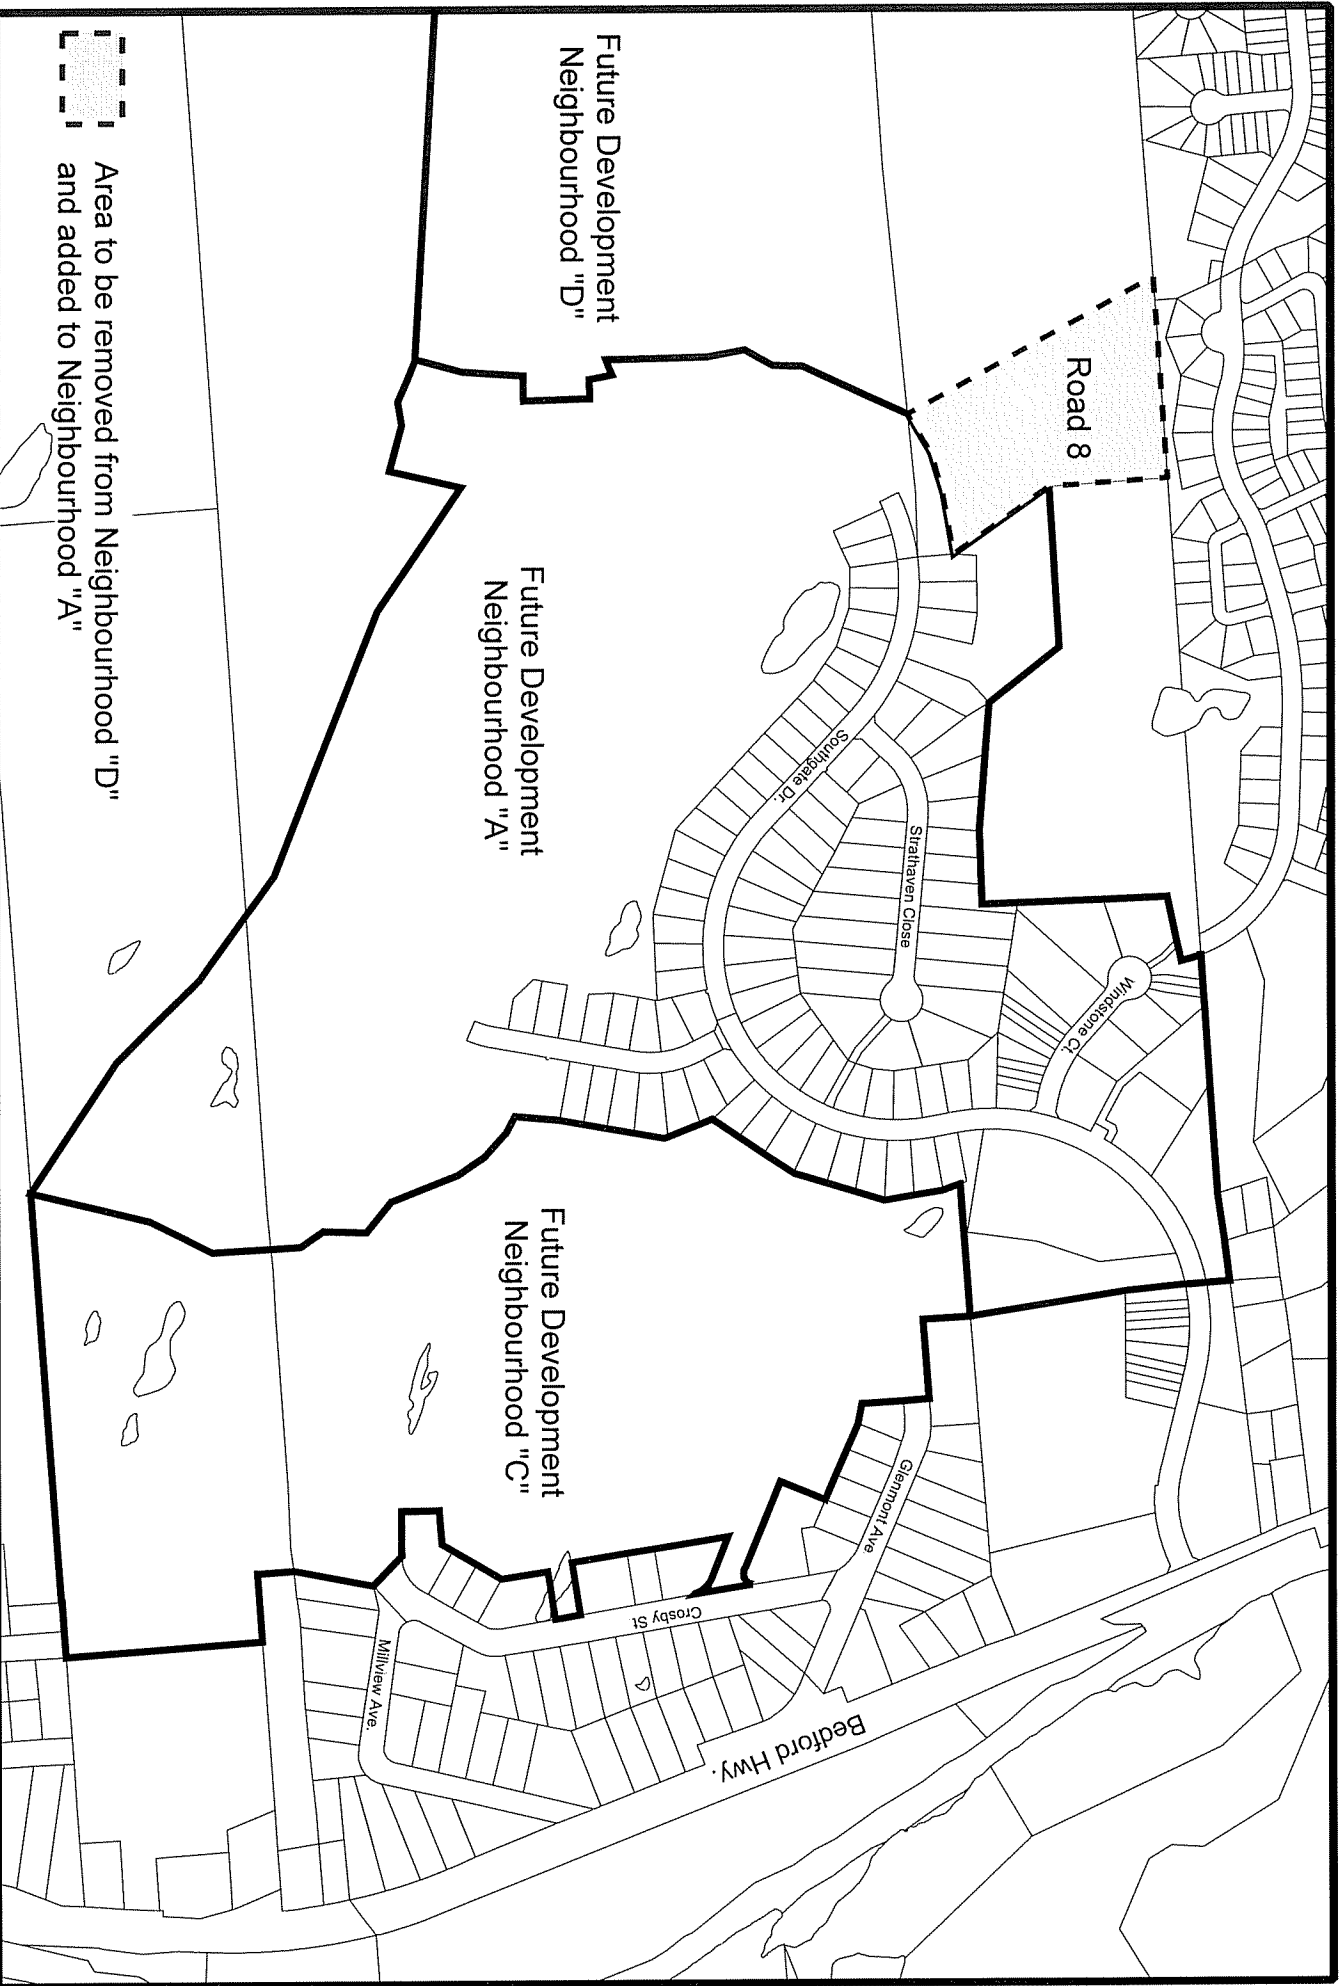 Future Development
Neighbourhood "D"
Road 8
Future Development
Neighbourhood "A"
Southgate Dr.
Strathaven Close
Windstone Ct.
Future Development
Neighbourhood "C"
Glenmont Ave.
Crosby St
Millview Ave.
Bedford Hwy.
Area to be removed from Neighbourhood "D"
and added to Neighbourhood "A"